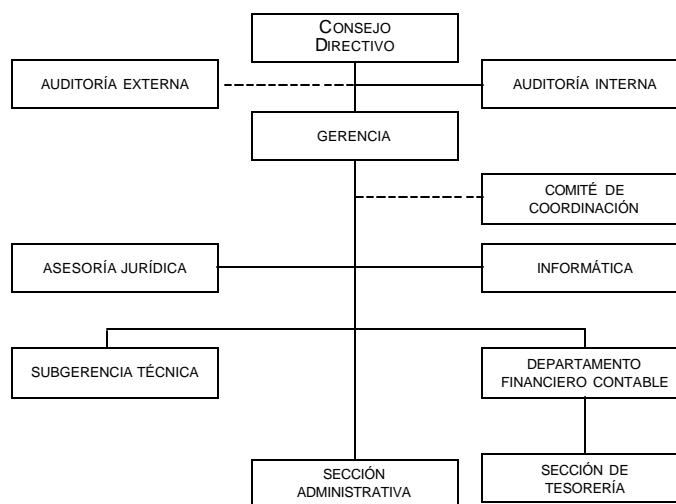 CONSEJO
DIRECTIVO
AUDITORÍA EXTERNA
AUDITORÍA INTERNA
GERENCIA
COMITÉ DE
COORDINACIÓN
ASESORÍA JURÍDICA
INFORMÁTICA
SUBGERENCIA TÉCNICA
DEPARTAMENTO
FINANCIERO CONTABLE
SECCIÓN
ADMINISTRATIVA
SECCIÓN DE
TESORERÍA